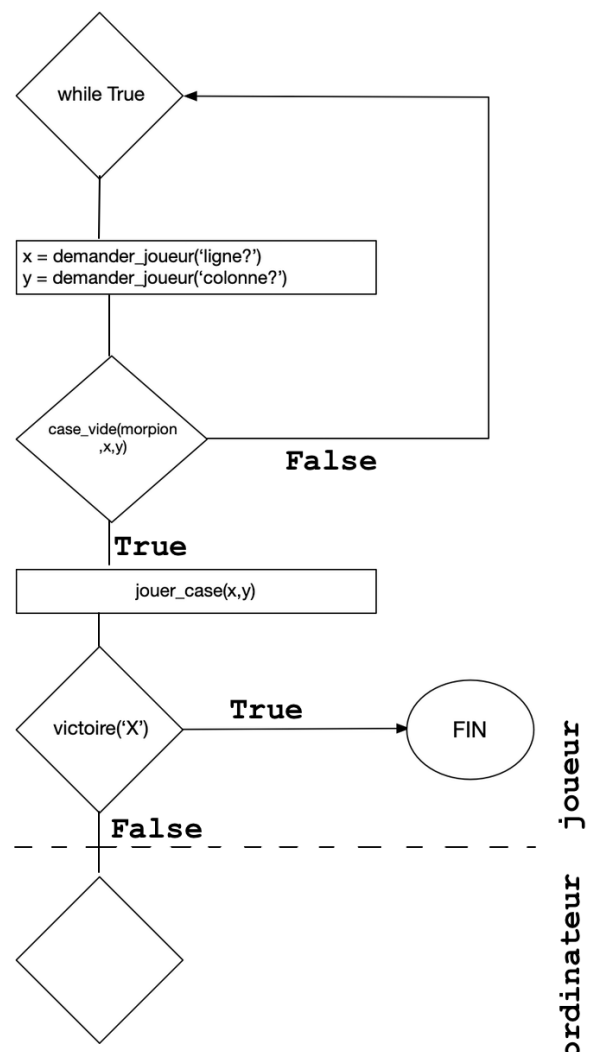 while True
x = demander_joueur(‘ligne?’)
y = demander_joueur(‘colonne?’)
case_vide(morpion
,x,y)
False
True
jouer_case(x,y)
victoire(‘X’)
True
FIN
False
joueur
ordinateur